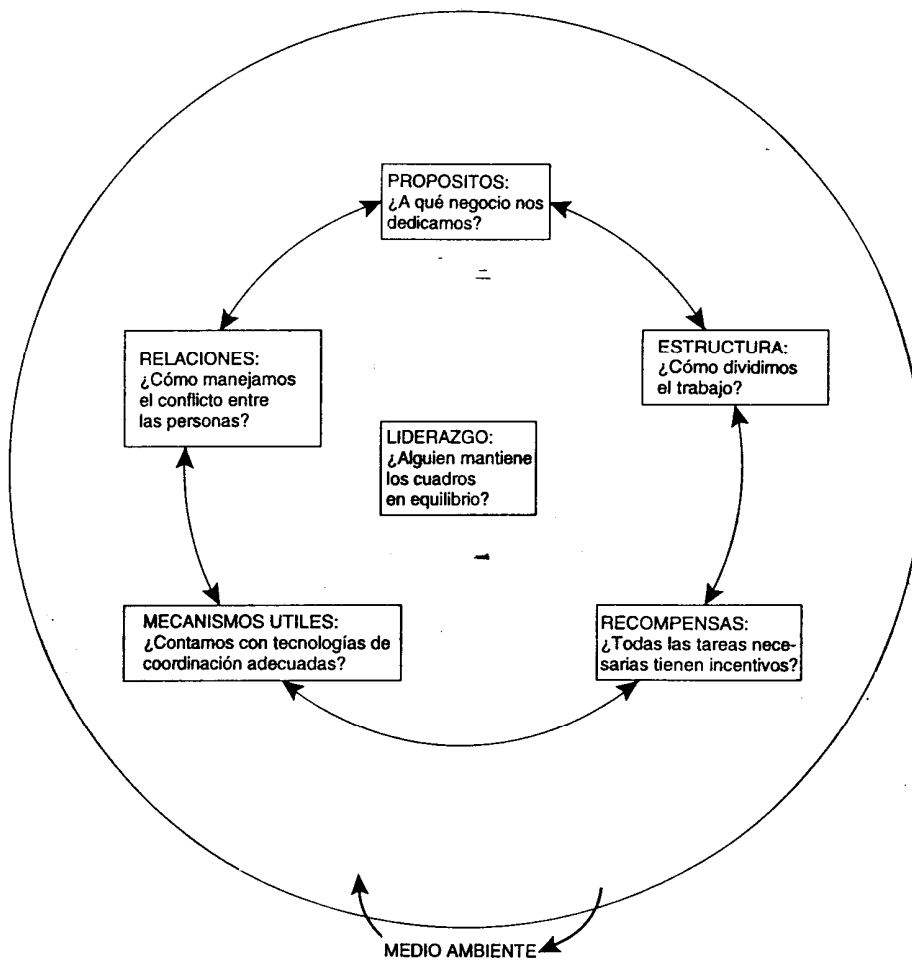 PROPOSITOS:
¿A qué negocio nos
dedicamos?
RELACIONES:
¿Cómo manejamos
el conflicto entre
las personas?
ESTRUCTURA:
¿Cómo dividimos
el trabajo?
LIDERAZGO:
¿Alguien mantiene
los cuadros
en equilibrio?
MECANISMOS UTILES:
¿Contamos con tecnologías de
coordinación adecuadas?
RECOMPENSAS:
¿Todas las tareas nece-
sarias tienen incentivos?
MEDIO AMBIENTE